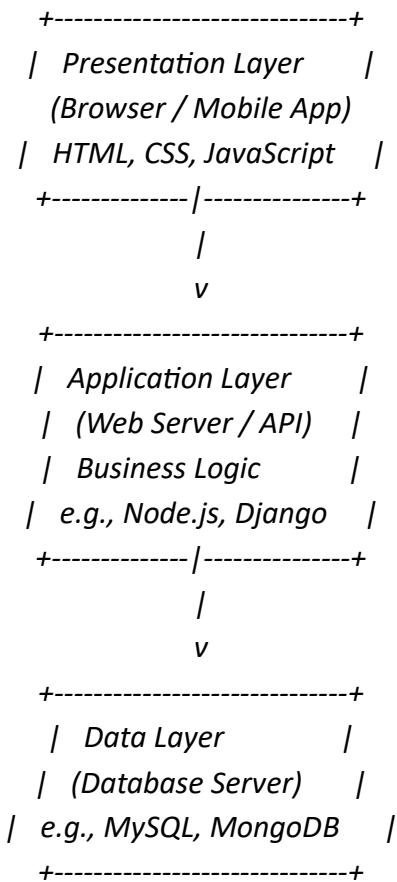 +------------------------------+
|   Presentation Layer       |
(Browser / Mobile App)
|   HTML, CSS, JavaScript    |
+--------------|---------------+
|
v
+------------------------------+
|   Application Layer       |
|   (Web Server / API)    |
|   Business Logic         |
|   e.g., Node.js, Django    |
+--------------|---------------+
|
v
+------------------------------+
|   Data Layer            |
|   (Database Server)     |
|   e.g., MySQL, MongoDB     |
+------------------------------+